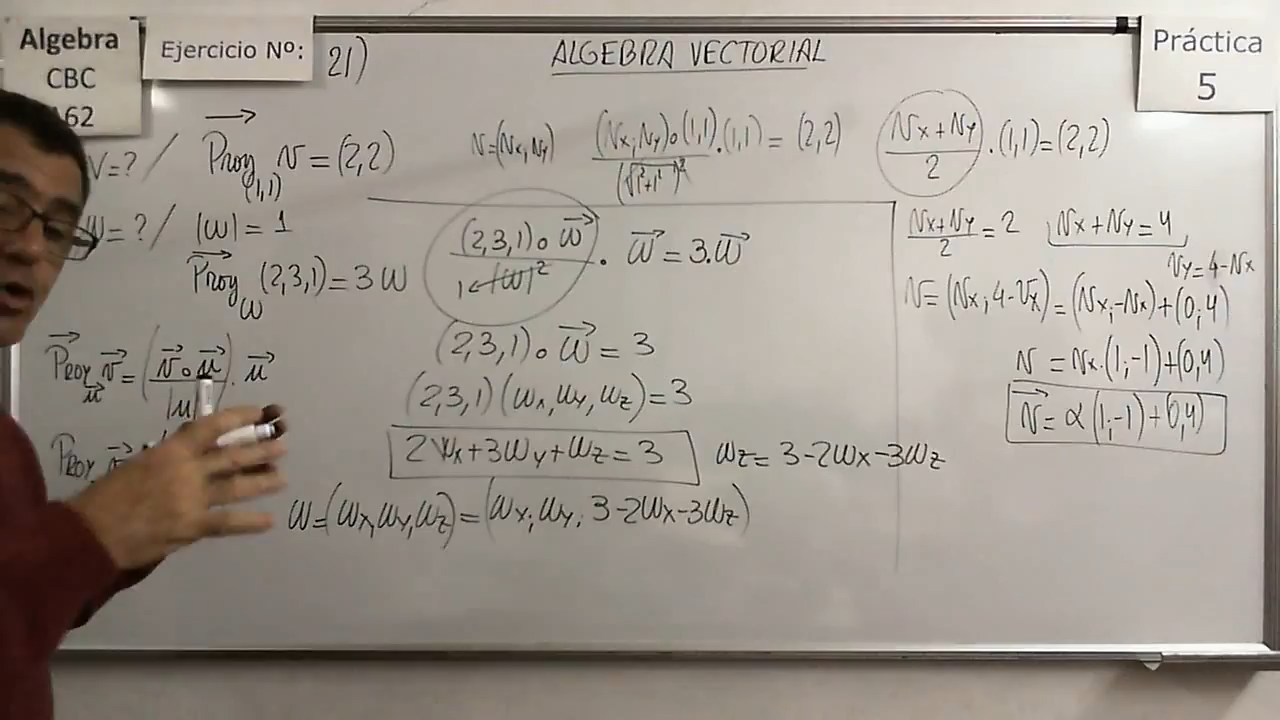 Algebra
CBC
62
Ejercicio Nº: 21)
ALGEBRA VECTORIAL
Práctica
5
V=? / Proy(1,1) v = (2,2)
v=(vx,vy)
(vx,vy)∘(1,1)/(√1²+1²)² · (1,1) = (2,2)
vx+vy/2 · (1,1)=(2,2)
w=? / |w| = 1
Proyw (2,3,1) = 3w
(2,3,1)∘w⃗ / 1←|w|² · w⃗ = 3.w⃗
(2,3,1)∘w⃗ = 3
(2,3,1)(wx,wy,wz)=3
2wx+3wy+wz=3
wz=3-2wx-3wz
w=(wx,wy,wz)=(wx, wy, 3-2wx-3wz)
Proyu⃗ v⃗ = (v⃗∘u⃗/|u|) · u⃗
Proy v⃗
vx+vy/2=2
vx+vy=4
vy=4-vx
v=(vx, 4-vx)=(vx,-vx)+(0,4)
v = vx·(1,-1)+(0,4)
v⃗ = α(1,-1)+(0,4)